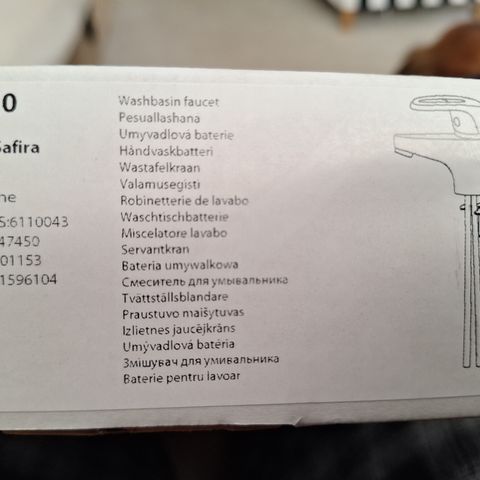 0
Safira
ne
S:6110043
47450
01153
1596104
Washbasin faucet
Pesuallashana
Umyvadlová baterie
Håndvaskbatteri
Wastafelkraan
Valamusegisti
Robinetterie de lavabo
Waschtischbatterie
Miscelatore lavabo
Servantkran
Bateria umywalkowa
Смеситель для умывальника
Tvättställsblandare
Praustuvo maišytuvas
Izlietnes jaucējkrāns
Umývadlová batéria
Змішувач для умивальника
Baterie pentru lavoar